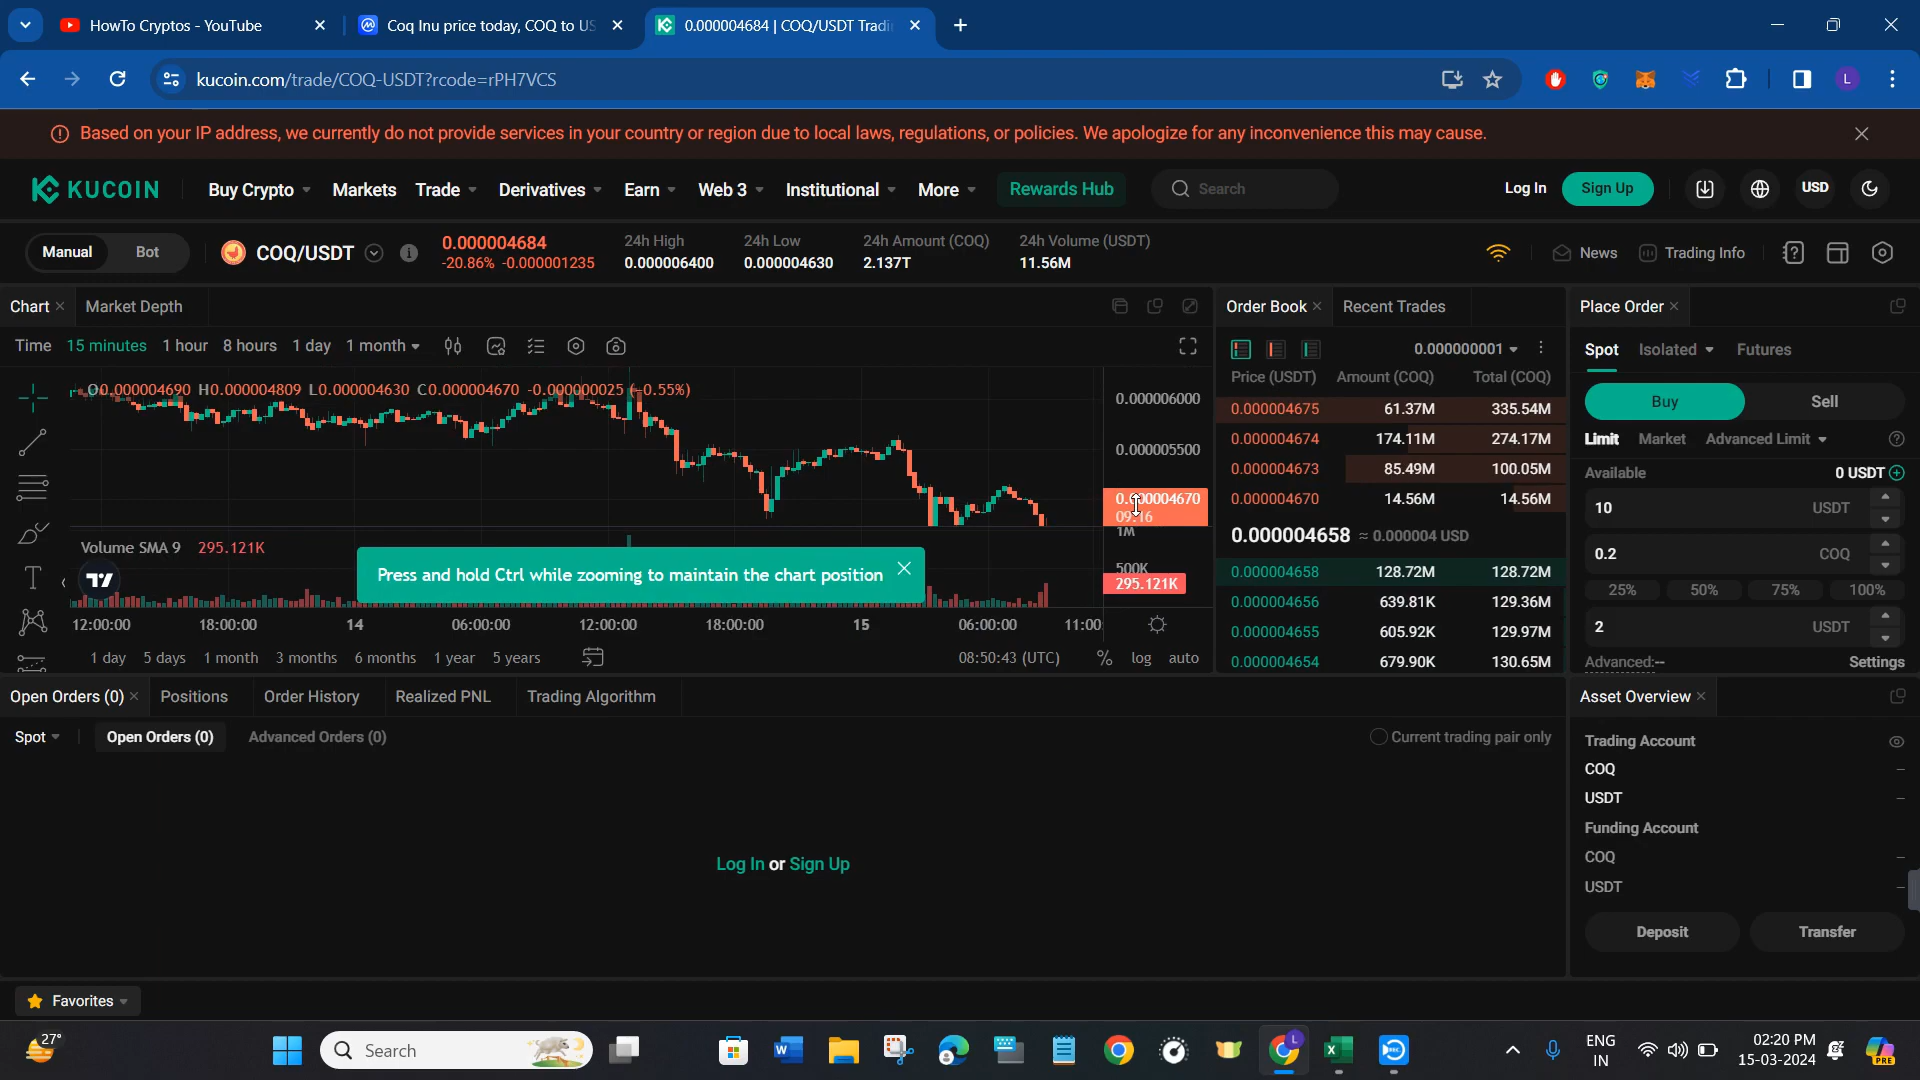 HowTo Cryptos - YouTube
Coq Inu price today, COQ to US
0.000004684 | COQ/USDT Tradi
kucoin.com/trade/COQ-USDT?rcode=rPH7VCS
L
Based on your IP address, we currently do not provide services in your country or region due to local laws, regulations, or policies. We apologize for any inconvenience this may cause.
KUCOIN
Buy Crypto Markets Trade Derivatives Earn Web 3 Institutional More Rewards Hub Search Log In Sign Up USD
Manual Bot
COQ/USDT
0.000004684
-20.86% -0.000001235
24h High
0.000006400
24h Low
0.000004630
24h Amount (COQ)
2.137T
24h Volume (USDT)
11.56M
News Trading Info
Chart Market Depth
Time 15 minutes 1 hour 8 hours 1 day 1 month
O0.000004690 H0.000004809 L0.000004630 C0.000004670 -0.000000025 (-0.55%)
0.000006000
0.000005500
0.000004670
09:16
1M
500K
295.121K
Volume SMA 9 295.121K
Press and hold Ctrl while zooming to maintain the chart position
12:00:00 18:00:00 14 06:00:00 12:00:00 18:00:00 15 06:00:00 11:00:
1 day 5 days 1 month 3 months 6 months 1 year 5 years 08:50:43 (UTC) % log auto
Order Book Recent Trades
0.000000001
Price (USDT) Amount (COQ) Total (COQ)
0.000004675 61.37M 335.54M
0.000004674 174.11M 274.17M
0.000004673 85.49M 100.05M
0.000004670 14.56M 14.56M
0.000004658 ≈ 0.000004 USD
0.000004658 128.72M 128.72M
0.000004656 639.81K 129.36M
0.000004655 605.92K 129.97M
0.000004654 679.90K 130.65M
Place Order
Spot Isolated Futures
Buy Sell
Limit Market Advanced Limit
Available 0 USDT
10 USDT
0.2 COQ
25% 50% 75% 100%
2 USDT
Advanced:-- Settings
Open Orders (0) Positions Order History Realized PNL Trading Algorithm
Spot Open Orders (0) Advanced Orders (0) Current trading pair only
Log In or Sign Up
Asset Overview
Trading Account
COQ –
USDT –
Funding Account
COQ –
USDT –
Deposit Transfer
Favorites
27°
Search
ENG
IN
02:20 PM
15-03-2024
PRE